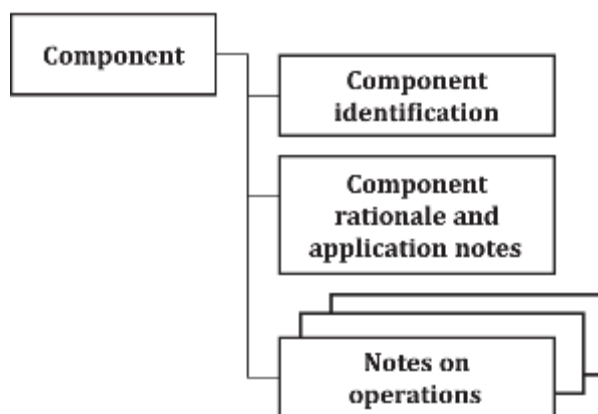 Component
Component
identification
Component
rationale and
application notes
Notes on
operations